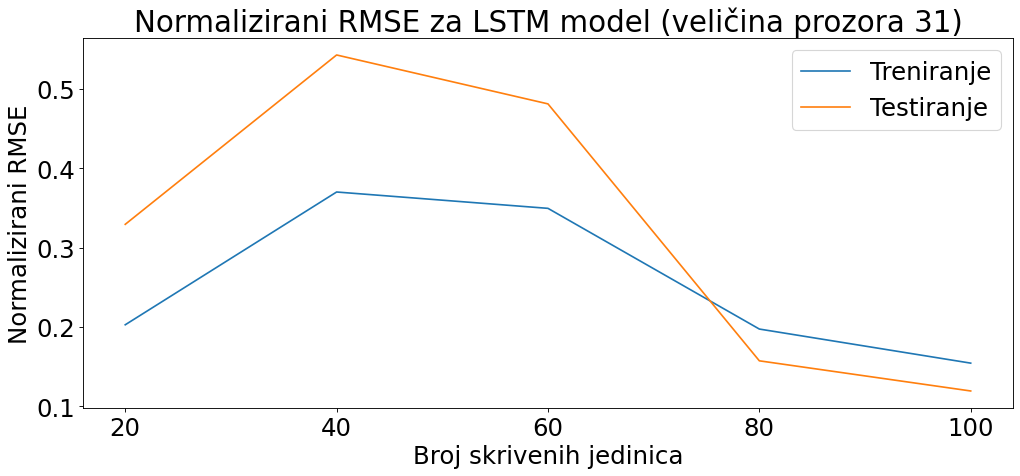 Normalizirani RMSE za LSTM model (veličina prozora 31)
Treniranje
Testiranje
Normalizirani RMSE
0.5
0.4
0.3
0.2
0.1
20 40 60 80 100
Broj skrivenih jedinica